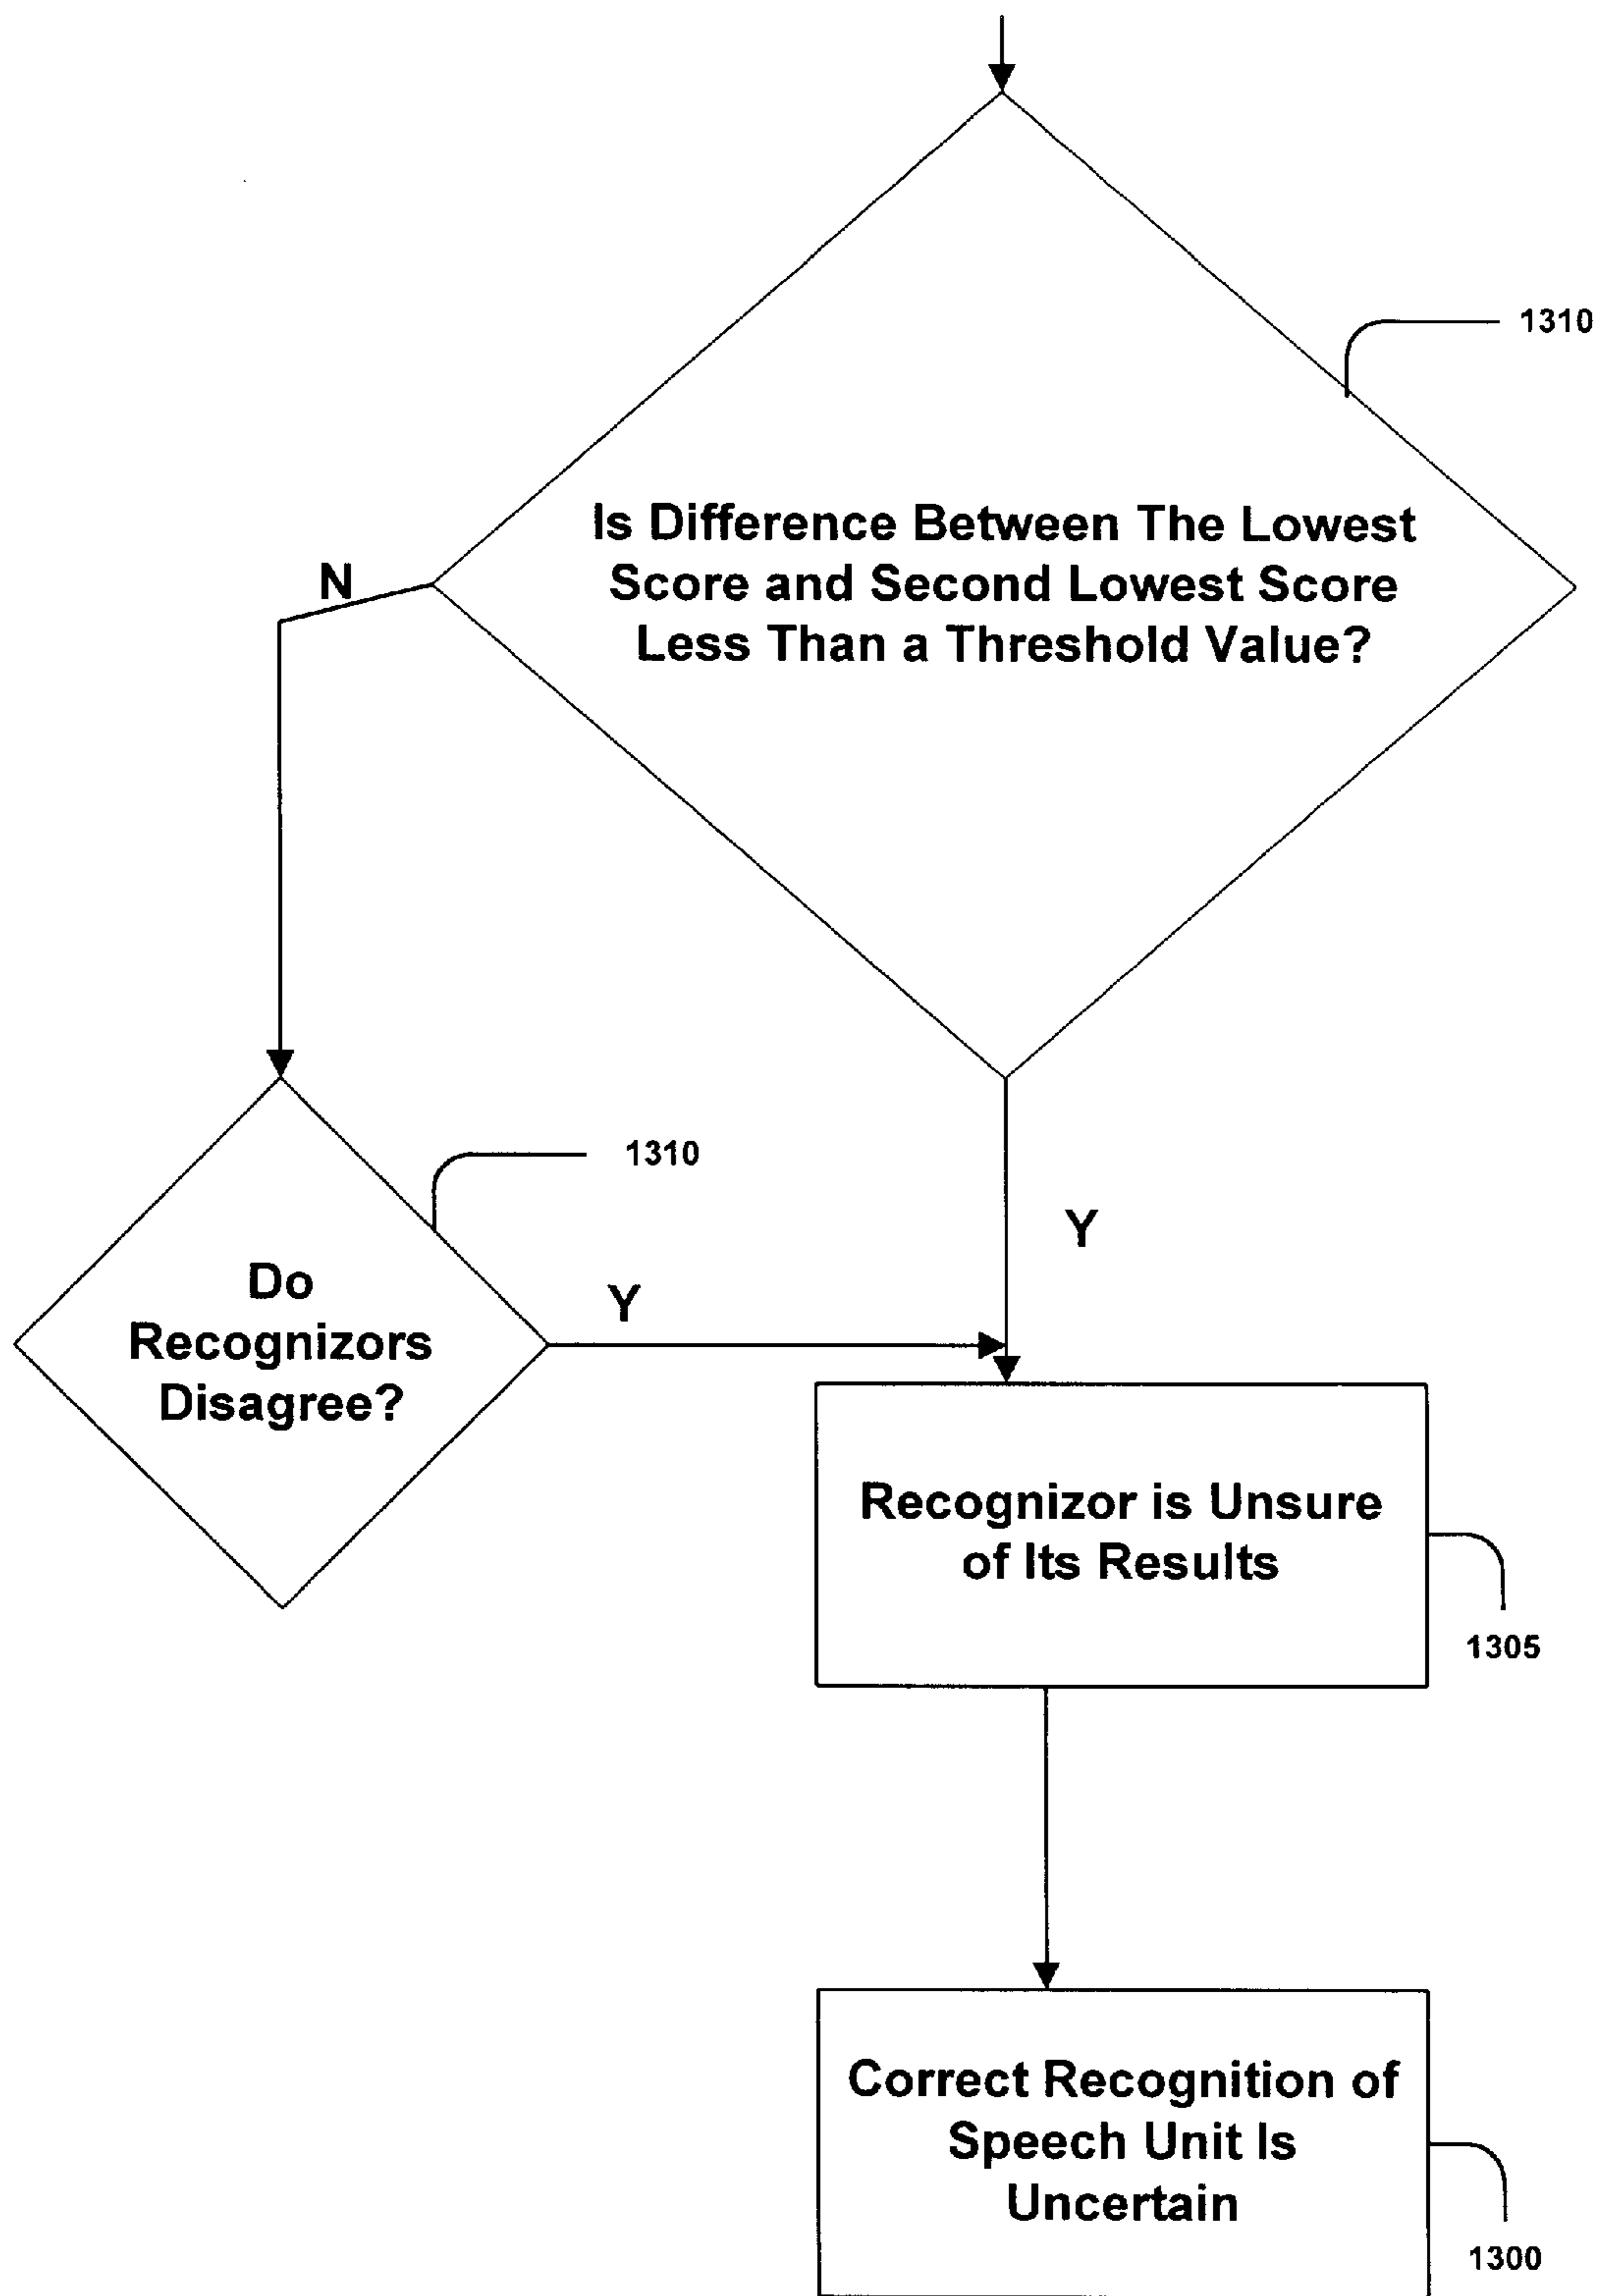 1310
Is Difference Between The Lowest
Score and Second Lowest Score
Less Than a Threshold Value?
N
1310
Y
Do
Recognizors
Disagree?
Y
Recognizor is Unsure
of Its Results
1305
Correct Recognition of
Speech Unit Is
Uncertain
1300